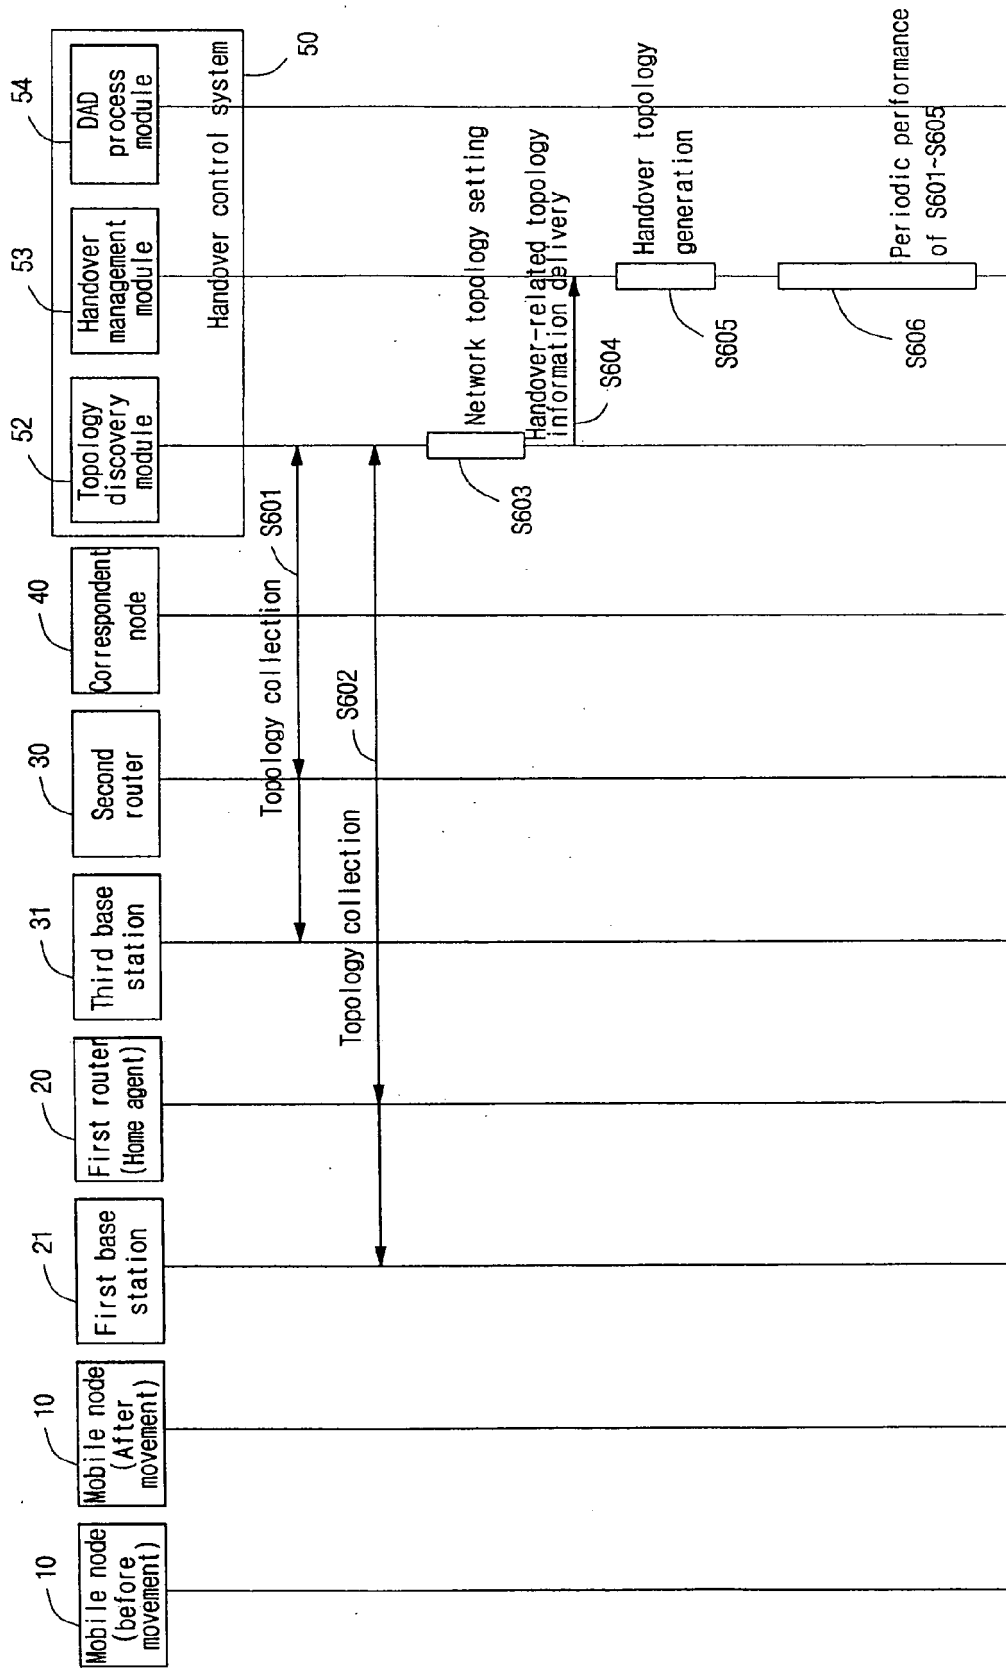 10
Mobile node
(before
movement)
10
Mobile node
(After
movement)
21
First base
station
20
First router
(Home agent)
31
Third base
station
30
Second
router
40
Correspondent
node
52
Topology
discovery
module
53
Handover
management
module
54
DAD
process
module
Handover control system
50
Topology collection
S601
Topology collection
S602
Network topology setting
S603
Handover-related topology
information delivery
S604
Handover topology
generation
S605
Periodic performance
of S601~S605
S606